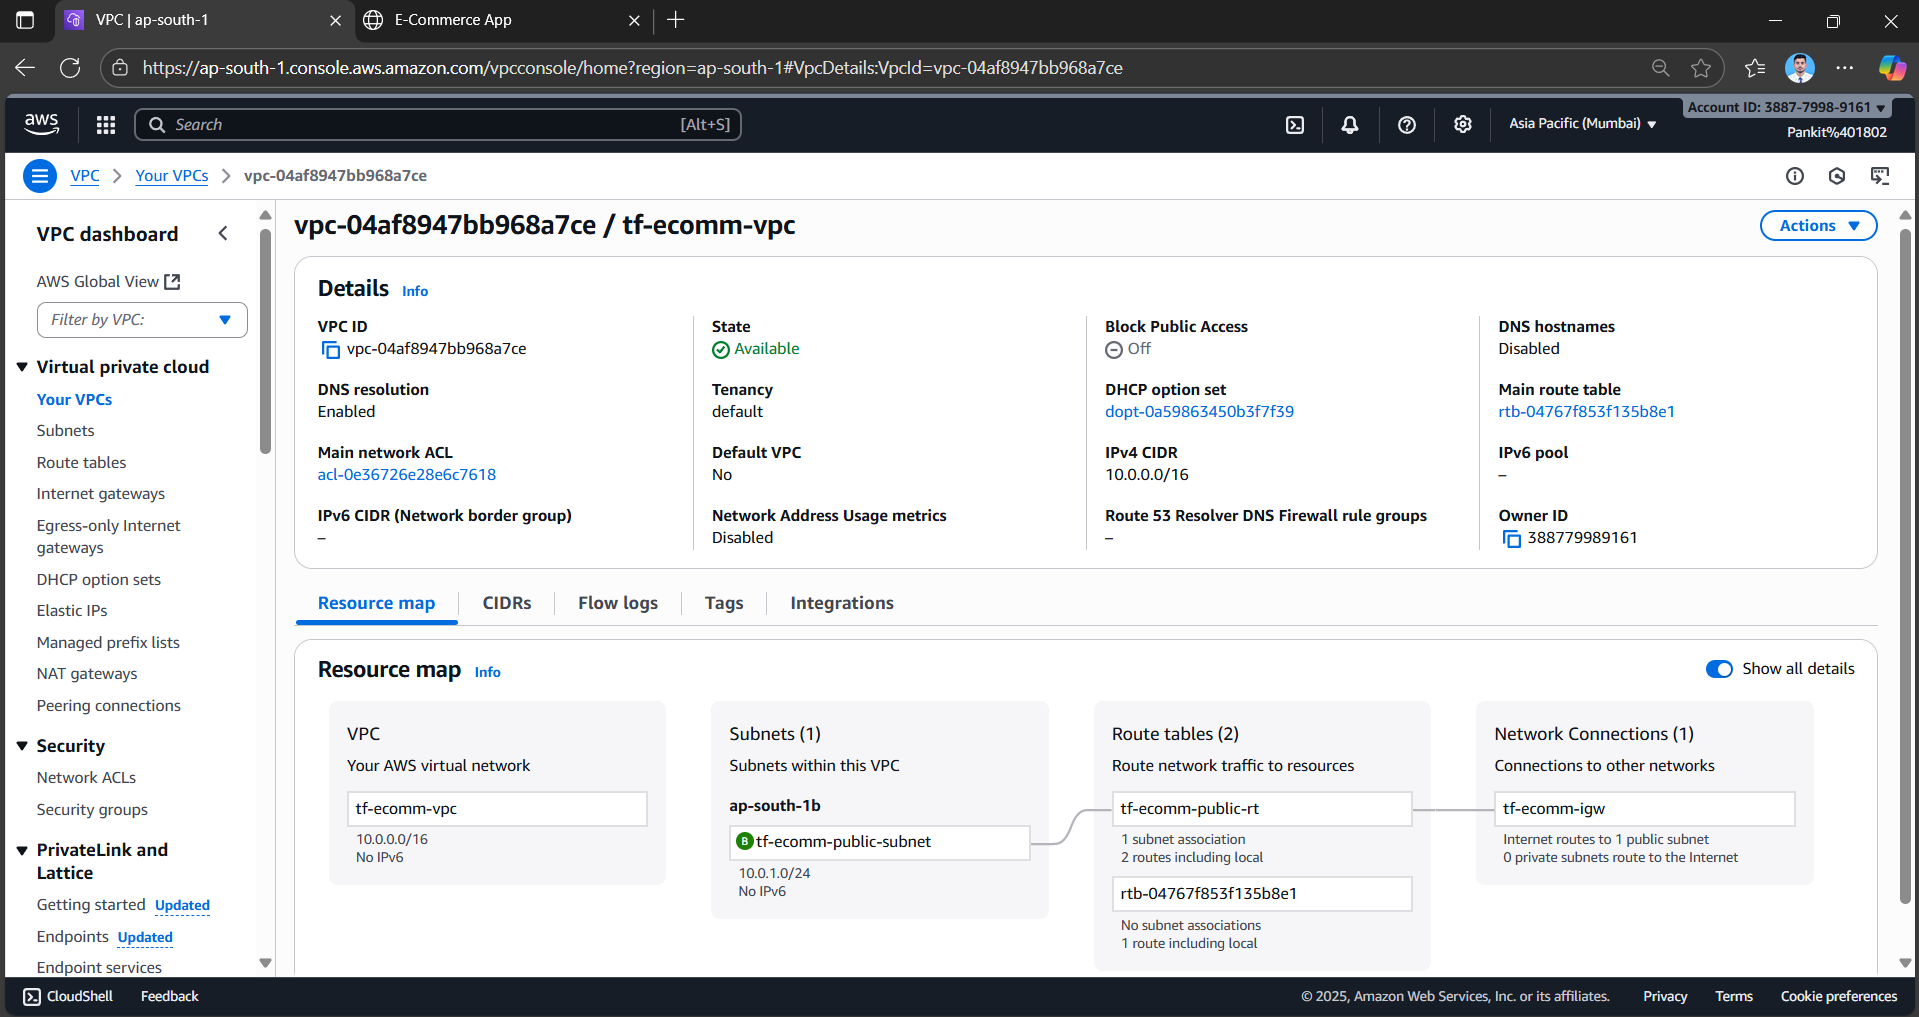 VPC | ap-south-1
E-Commerce App
https://ap-south-1.console.aws.amazon.com/vpcconsole/home?region=ap-south-1#VpcDetails:VpcId=vpc-04af8947bb968a7ce
aws
Search
[Alt+S]
Asia Pacific (Mumbai)
Account ID: 3887-7998-9161
Pankit%401802
VPC
Your VPCs
vpc-04af8947bb968a7ce
VPC dashboard
AWS Global View
Filter by VPC:
Virtual private cloud
Your VPCs
Subnets
Route tables
Internet gateways
Egress-only Internet
gateways
DHCP option sets
Elastic IPs
Managed prefix lists
NAT gateways
Peering connections
Security
Network ACLs
Security groups
PrivateLink and
Lattice
Getting started Updated
Endpoints Updated
Endpoint services
vpc-04af8947bb968a7ce / tf-ecomm-vpc
Actions
Details Info
VPC ID
vpc-04af8947bb968a7ce
State
Available
Block Public Access
Off
DNS hostnames
Disabled
DNS resolution
Enabled
Tenancy
default
DHCP option set
dopt-0a59863450b3f7f39
Main route table
rtb-04767f853f135b8e1
Main network ACL
acl-0e36726e28e6c7618
Default VPC
No
IPv4 CIDR
10.0.0.0/16
IPv6 pool
–
IPv6 CIDR (Network border group)
–
Network Address Usage metrics
Disabled
Route 53 Resolver DNS Firewall rule groups
–
Owner ID
388779989161
Resource map
CIDRs
Flow logs
Tags
Integrations
Resource map Info
Show all details
VPC
Your AWS virtual network
tf-ecomm-vpc
10.0.0.0/16
No IPv6
Subnets (1)
Subnets within this VPC
ap-south-1b
B tf-ecomm-public-subnet
10.0.1.0/24
No IPv6
Route tables (2)
Route network traffic to resources
tf-ecomm-public-rt
1 subnet association
2 routes including local
rtb-04767f853f135b8e1
No subnet associations
1 route including local
Network Connections (1)
Connections to other networks
tf-ecomm-igw
Internet routes to 1 public subnet
0 private subnets route to the Internet
CloudShell
Feedback
© 2025, Amazon Web Services, Inc. or its affiliates.
Privacy
Terms
Cookie preferences